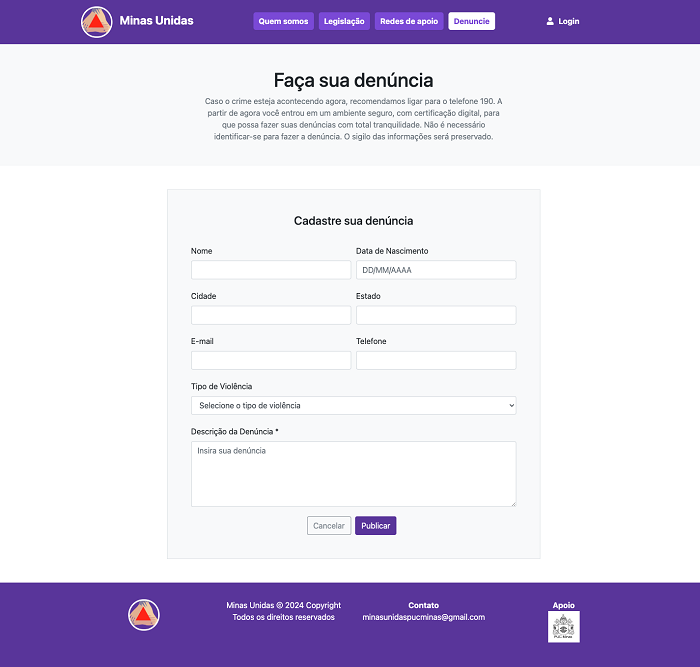 Minas Unidas
Quem somos
Legislação
Redes de apoio
Denuncie
Login
Faça sua denúncia
Caso o crime esteja acontecendo agora, recomendamos ligar para o telefone 190. A
partir de agora você entrou em um ambiente seguro, com certificação digital, para
que possa fazer suas denúncias com total tranquilidade. Não é necessário
identificar-se para fazer a denúncia. O sigilo das informações será preservado.
Cadastre sua denúncia
Nome
Data de Nascimento
DD/MM/AAAA
Cidade
Estado
E-mail
Telefone
Tipo de Violência
Selecione o tipo de violência
Descrição da Denúncia *
Insira sua denúncia
Cancelar
Publicar
Minas Unidas © 2024 Copyright
Todos os direitos reservados
Contato
minasunidaspucminas@gmail.com
Apoio
PUC Minas